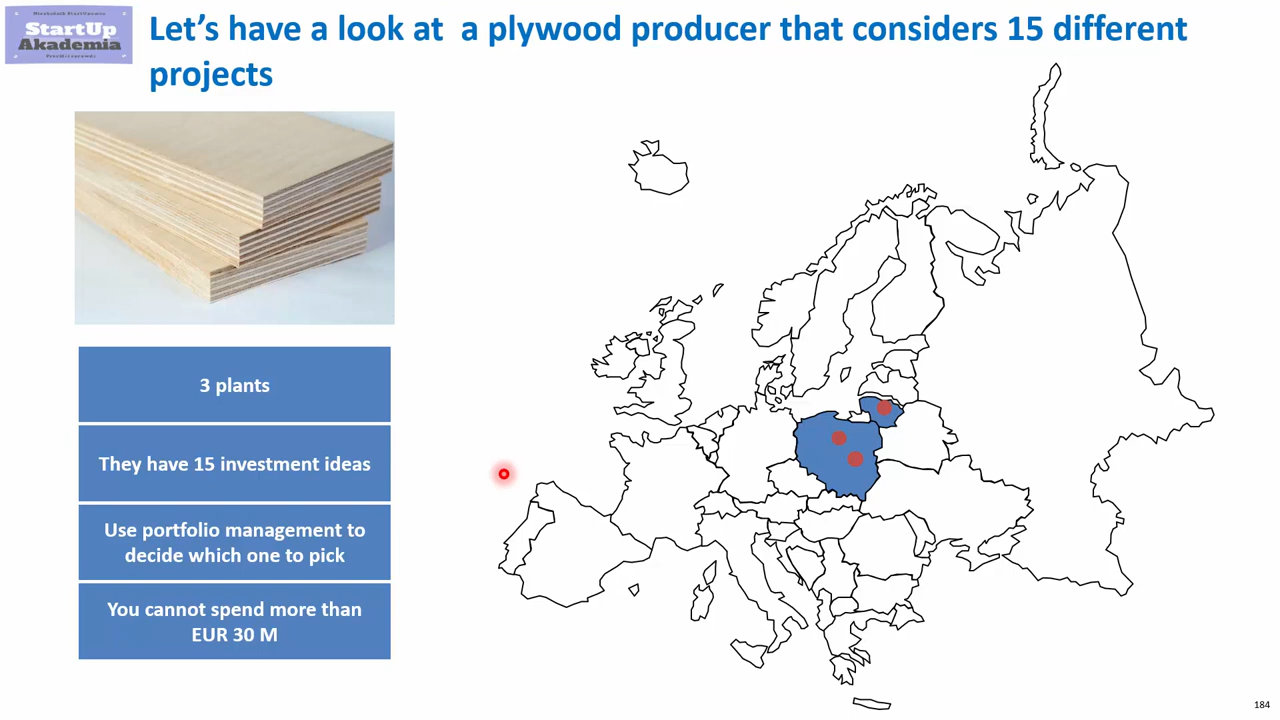 StartUp
Akademia
Let's have a look at  a plywood producer that considers 15 different
projects
3 plants
They have 15 investment ideas
Use portfolio management to
decide which one to pick
You cannot spend more than
EUR 30 M
184